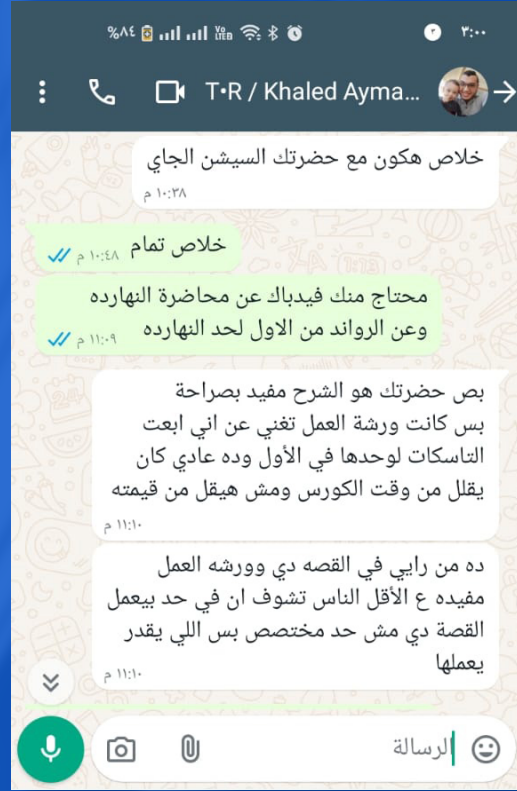 ٣:٠٠
٣
%٨٤
T•R / Khaled Ayma...
خلاص هكون مع حضرتك السيشن الجاي
١٠:٣٨ م
خلاص تمام
١٠:٤٨ م
محتاج منك فيدباك عن محاضرة النهارده
وعن الرواند من الاول لحد النهارده
١١:٠٩ م
بص حضرتك هو الشرح مفيد بصراحة
بس كانت ورشة العمل تغني عن اني ابعت
التاسكات لوحدها في الأول وده عادي كان
يقلل من وقت الكورس ومش هيقل من قيمته
١١:١٠ م
ده من رايي في القصه دي وورشه العمل
مفيده ع الأقل الناس تشوف ان في حد بيعمل
القصة دي مش حد مختصص بس اللي يقدر
يعملها
١١:١٠ م
الرسالة